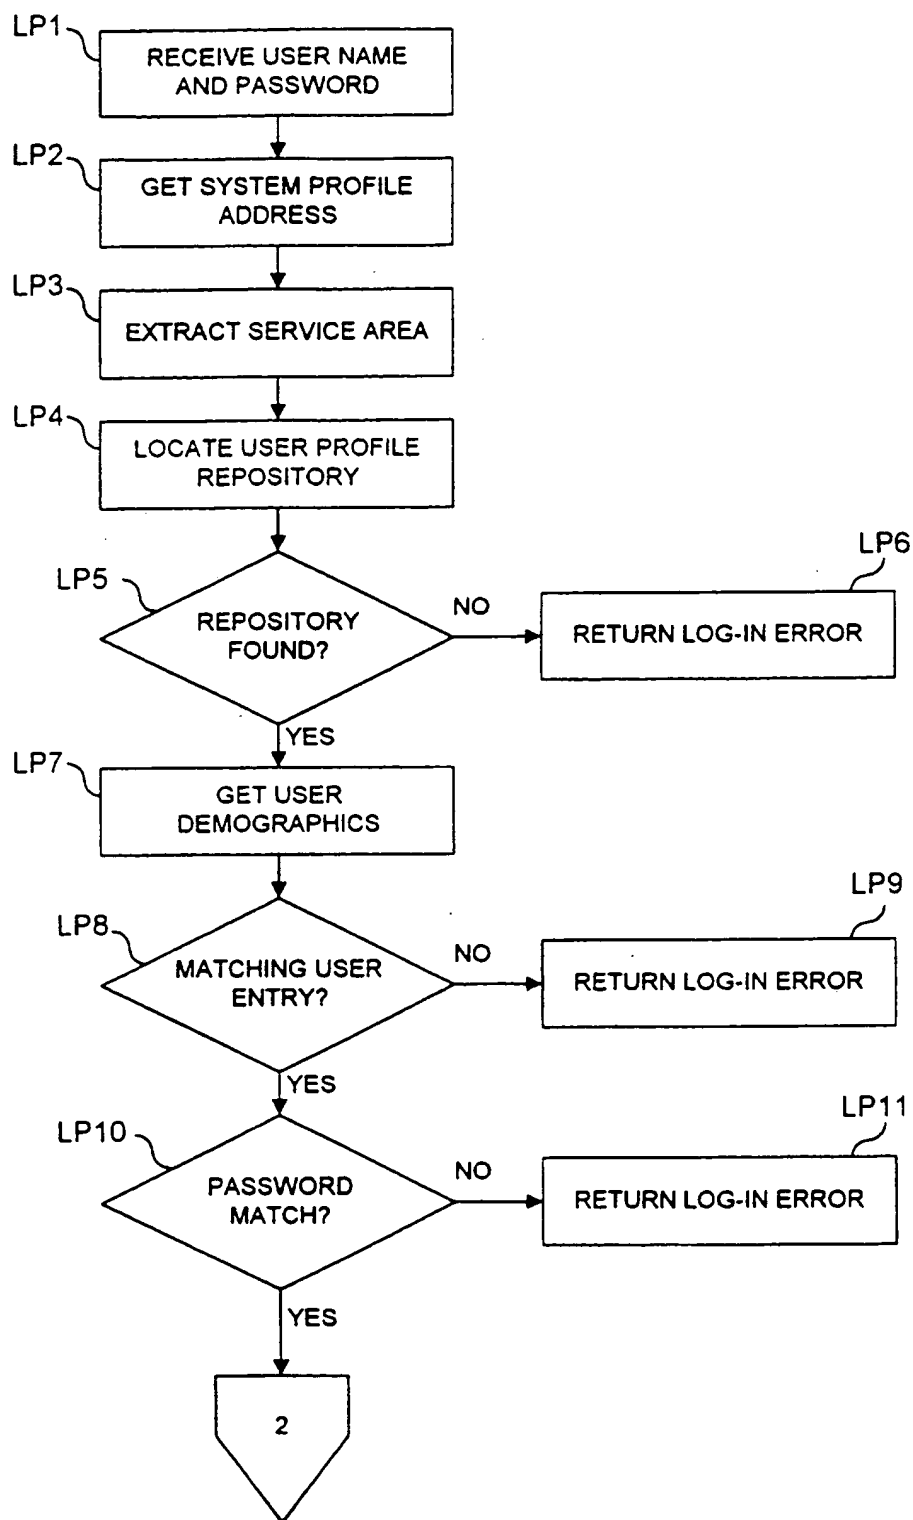 LP1
RECEIVE USER NAME
AND PASSWORD
LP2
GET SYSTEM PROFILE
ADDRESS
LP3
EXTRACT SERVICE AREA
LP4
LOCATE USER PROFILE
REPOSITORY
LP5
REPOSITORY
FOUND?
NO
LP6
RETURN LOG-IN ERROR
YES
LP7
GET USER
DEMOGRAPHICS
LP8
MATCHING USER
ENTRY?
NO
LP9
RETURN LOG-IN ERROR
YES
LP10
PASSWORD
MATCH?
NO
LP11
RETURN LOG-IN ERROR
YES
2